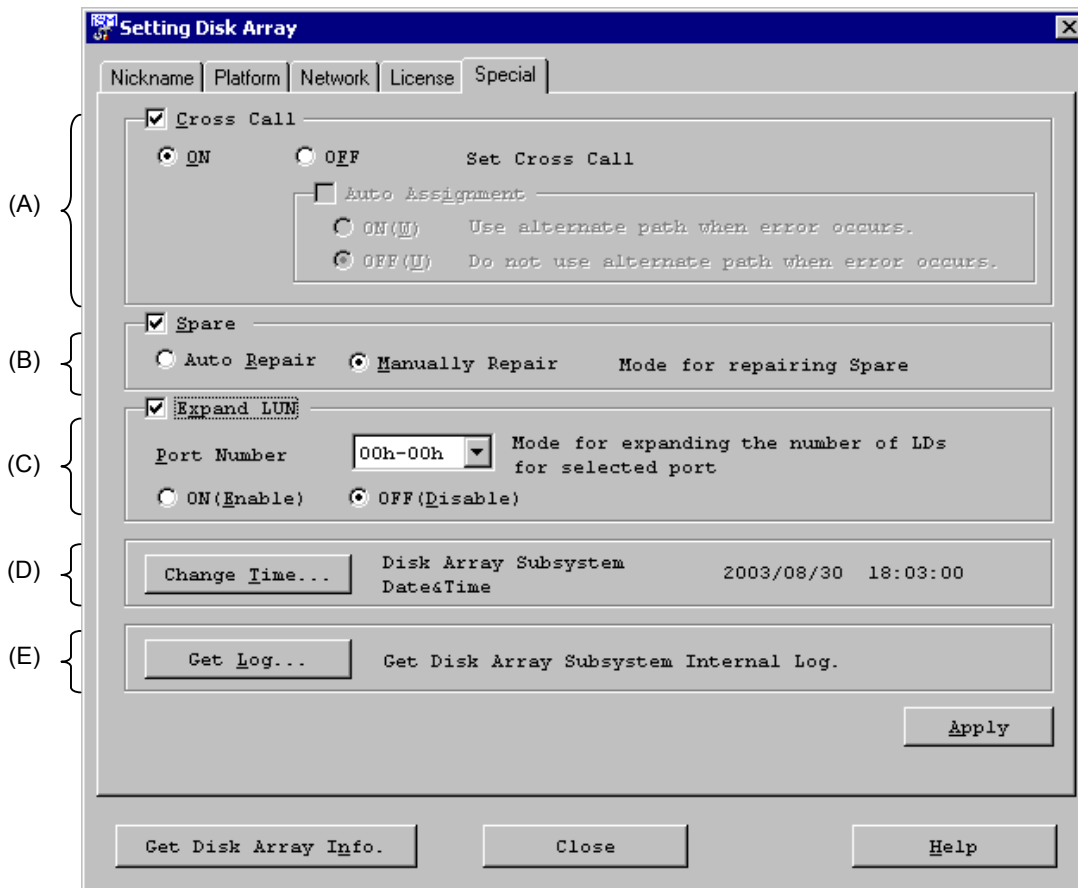 Setting Disk Array
Nickname Platform Network License Special
(A)
Cross Call
ON OFF Set Cross Call
Auto Assignment
ON(W) Use alternate path when error occurs.
OFF(U) Do not use alternate path when error occurs.
(B)
Spare
Auto Repair Manually Repair Mode for repairing Spare
(C)
Expand LUN
Port Number 00h-00h Mode for expanding the number of LDs
for selected port
ON(Enable) OFF(Disable)
(D)
Change Time... Disk Array Subsystem
Date&Time 2003/08/30 18:03:00
(E)
Get Log... Get Disk Array Subsystem Internal Log.
Apply
Get Disk Array Info. Close Help